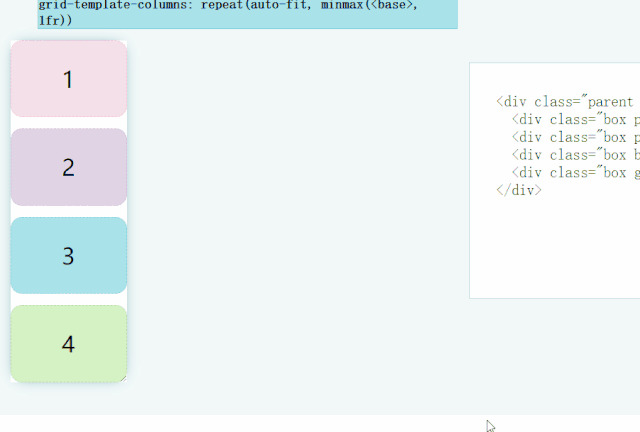 grid-template-columns: repeat(auto-fit, minmax(<base>,
1fr))
1
2
3
4
<div class="parent
<div class="box p
<div class="box p
<div class="box b
<div class="box g
</div>